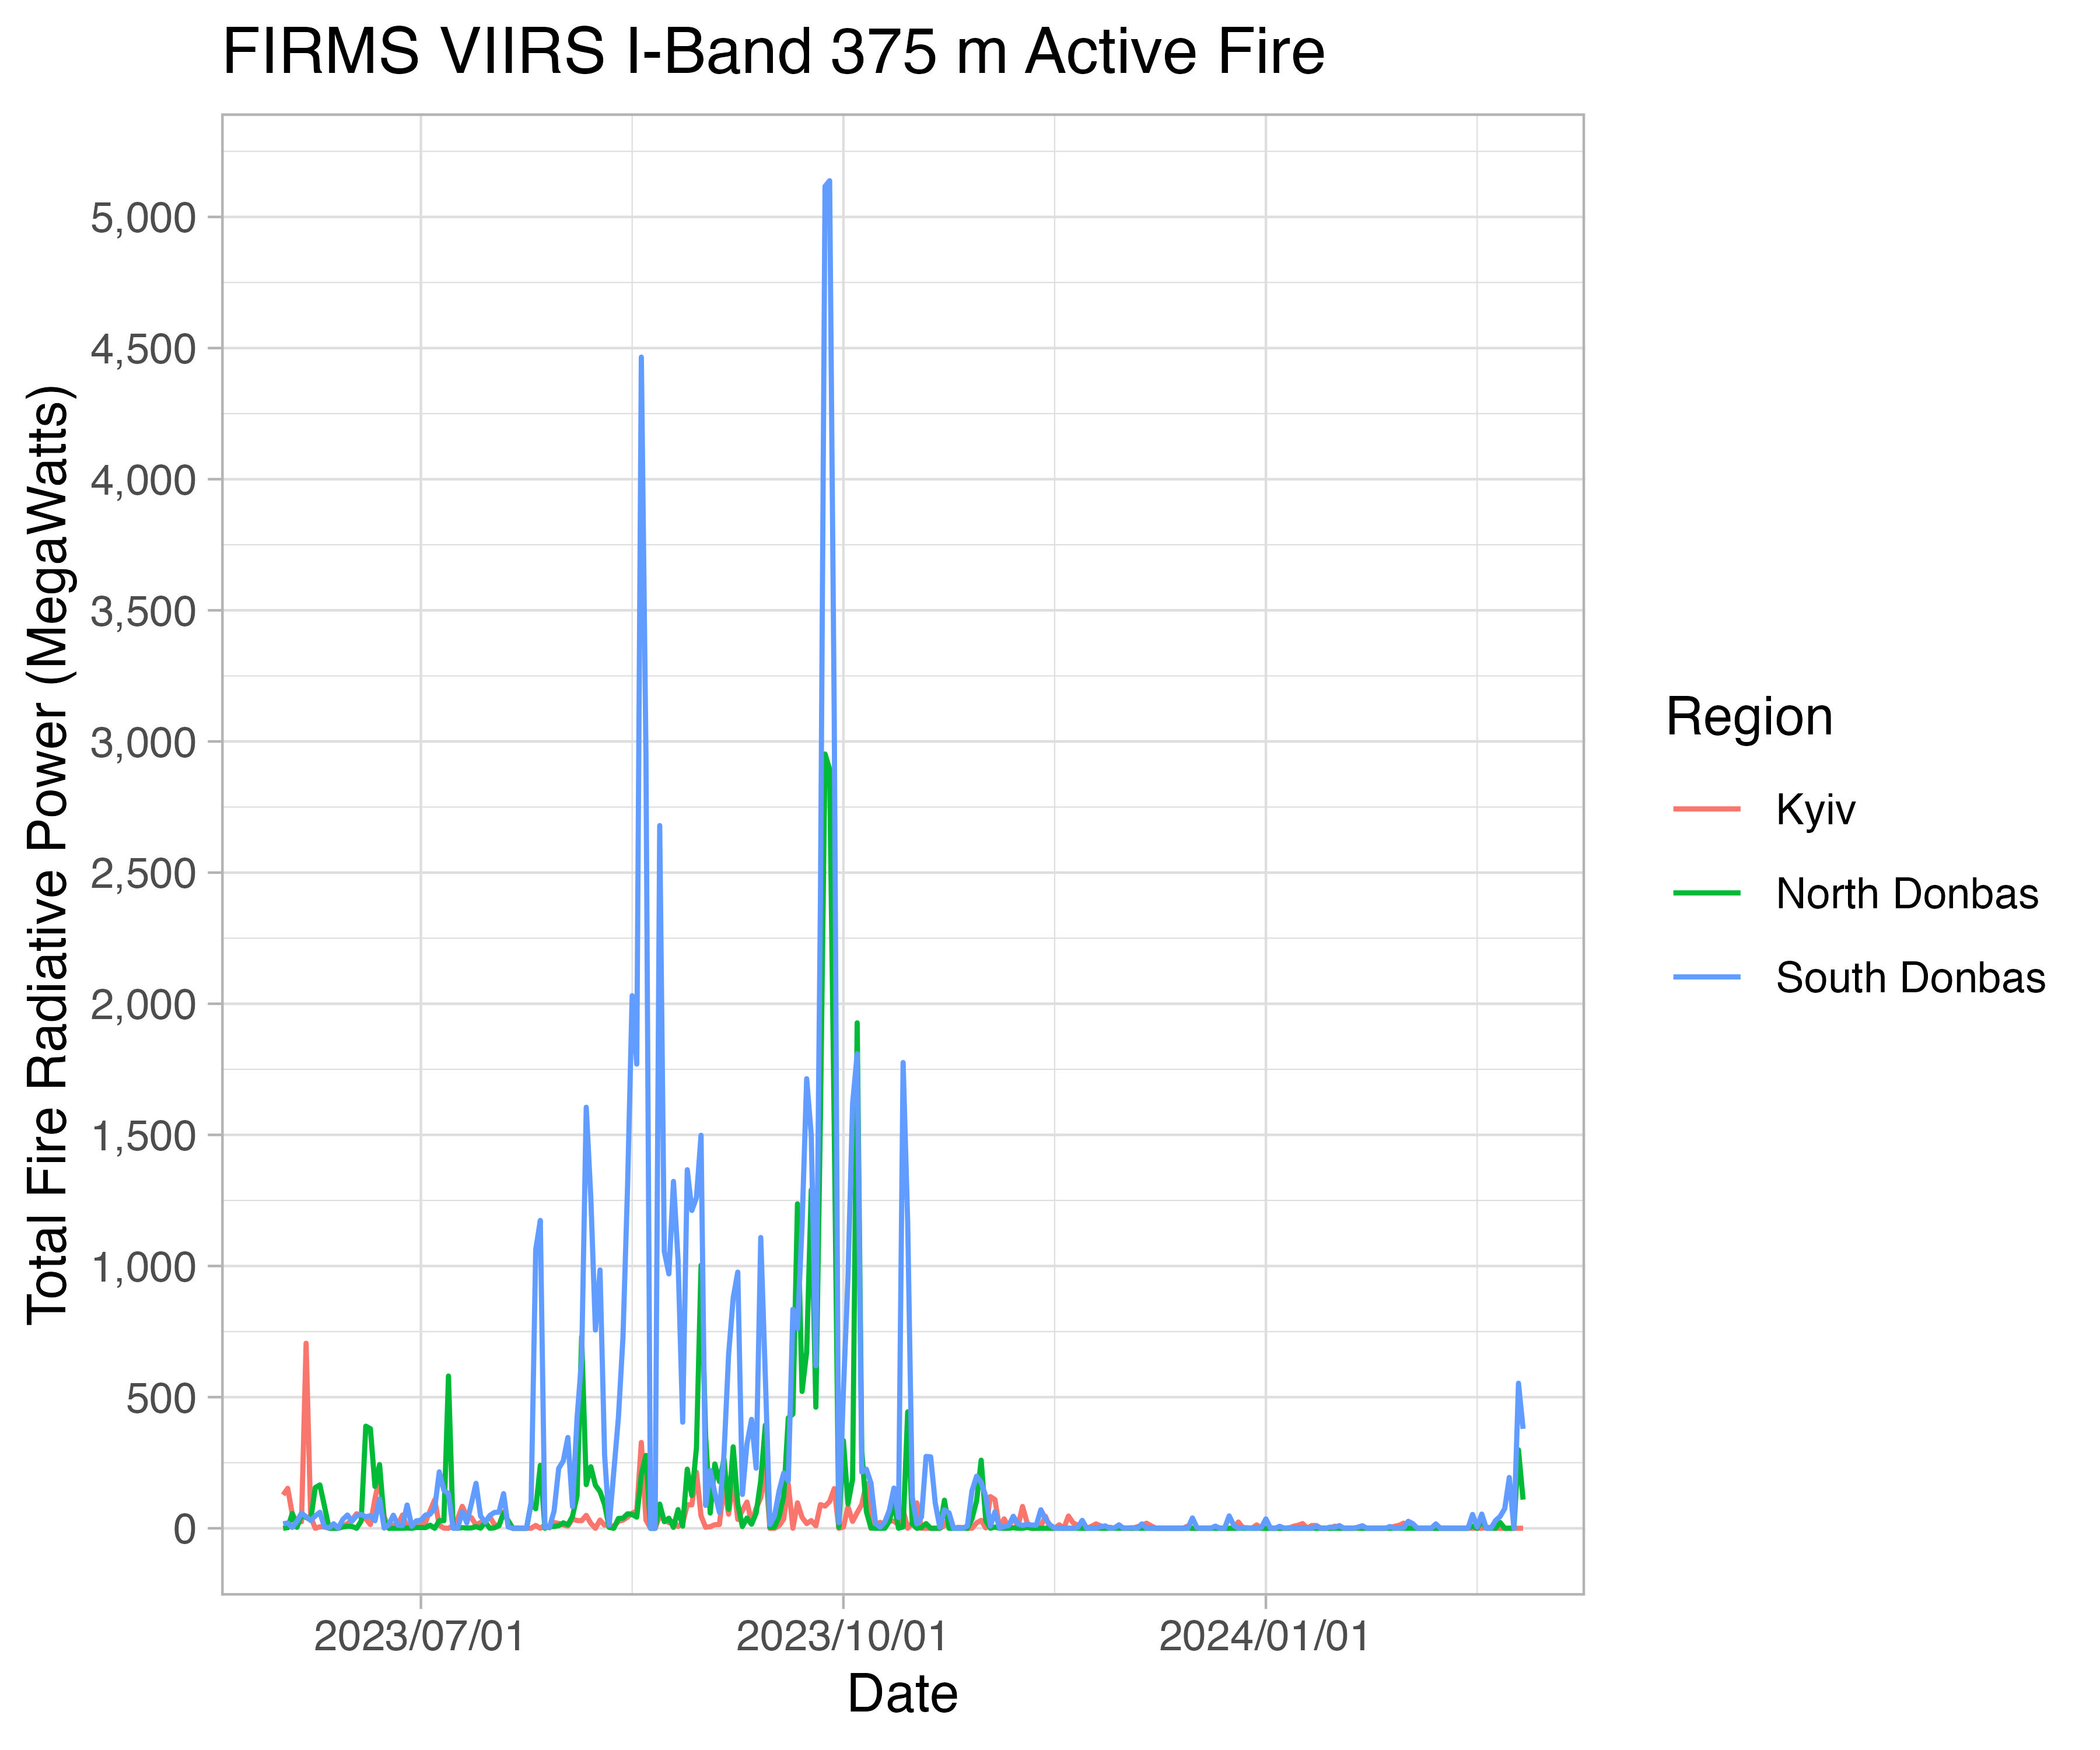 FIRMS VIIRS I-Band 375 m Active Fire
Total Fire Radiative Power (MegaWatts)
5,000
4,500
4,000
3,500
3,000
2,500
2,000
1,500
1,000
500
0
2023/07/01
2023/10/01
2024/01/01
Date
Region
Kyiv
North Donbas
South Donbas